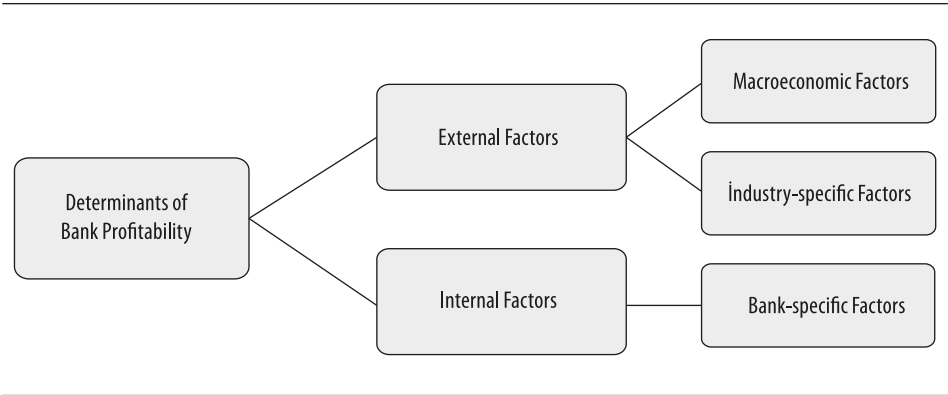 Determinants of
Bank Profitability
External Factors
Internal Factors
Macroeconomic Factors
İndustry-specific Factors
Bank-specific Factors